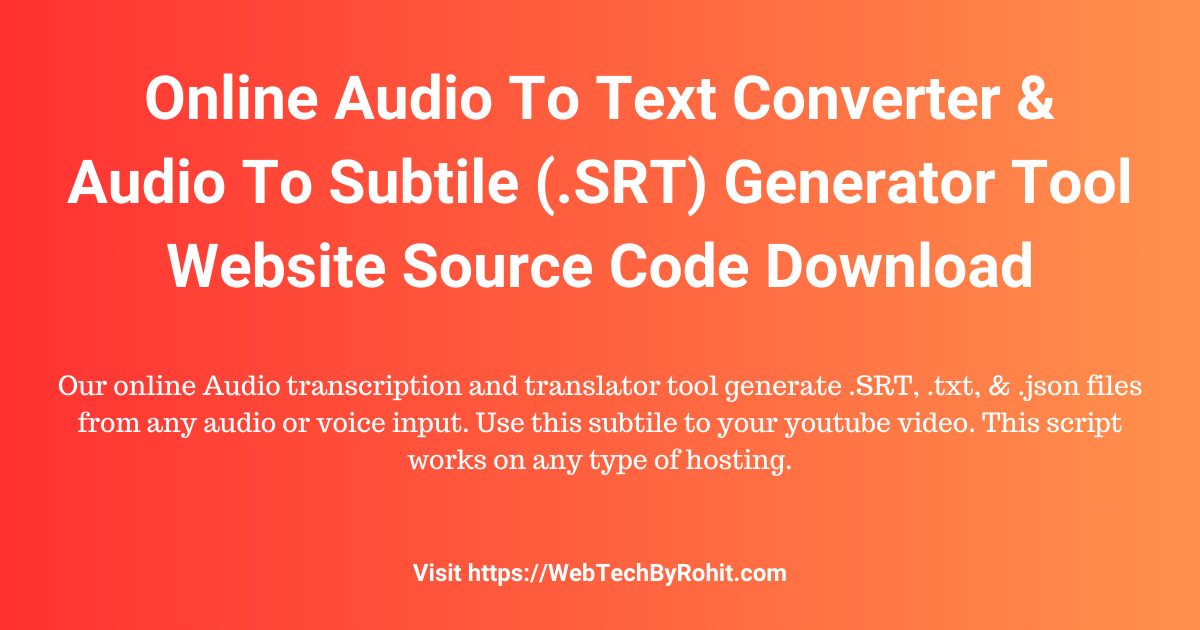 Online Audio To Text Converter &
Audio To Subtile (.SRT) Generator Tool
Website Source Code Download
Our online Audio transcription and translator tool generate .SRT, .txt, & .json files
from any audio or voice input. Use this subtile to your youtube video. This script
works on any type of hosting.
Visit https://WebTechByRohit.com